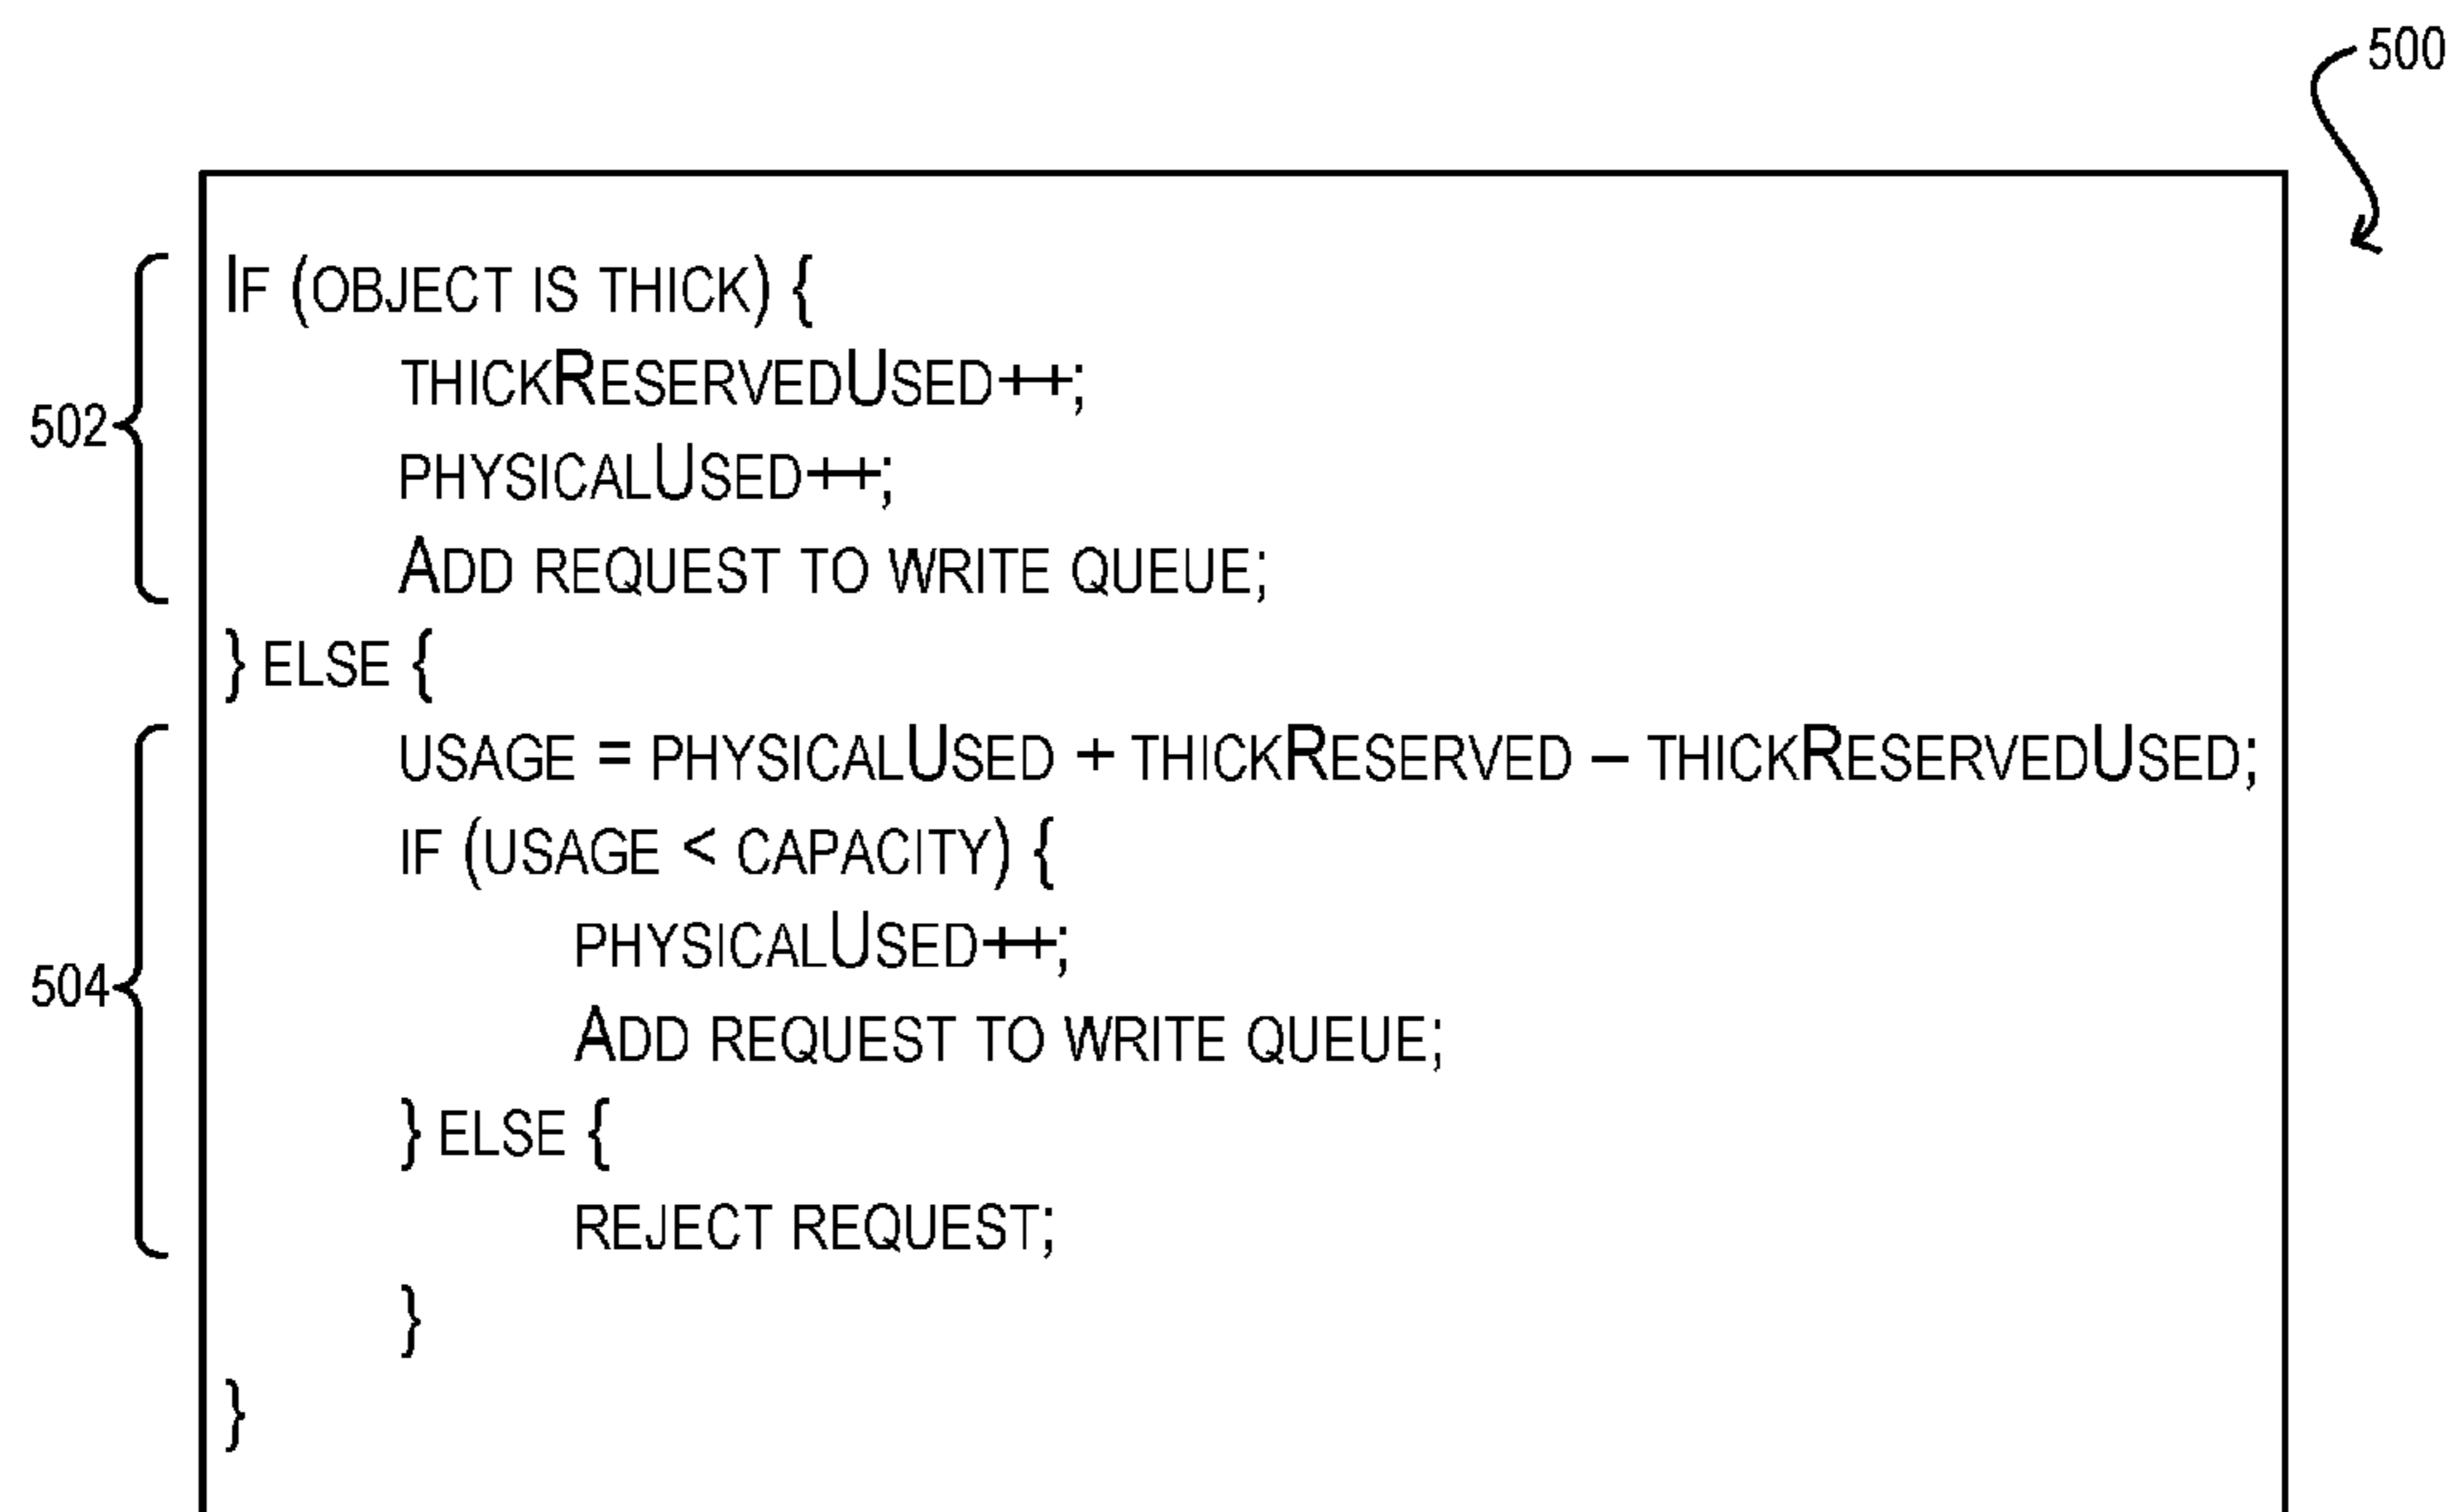 500
If (object is thick) {
thickReservedUsed++;
502
physicalUsed++;
Add request to write queue;
} else {
usage = physicalUsed + thickReserved – thickReservedUsed;
if (usage < capacity) {
physicalUsed++;
504
Add request to write queue;
} else {
reject request;
}
}